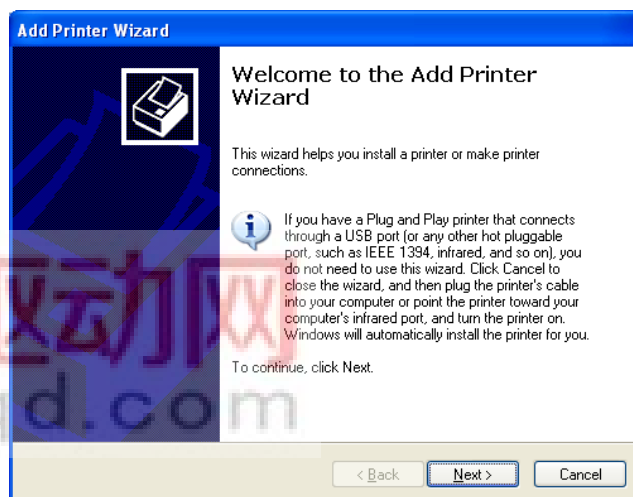 Add Printer Wizard
Welcome to the Add Printer
Wizard
This wizard helps you install a printer or make printer
connections.
If you have a Plug and Play printer that connects
through a USB port (or any other hot pluggable
port, such as IEEE 1394, infrared, and so on), you
do not need to use this wizard. Click Cancel to
close the wizard, and then plug the printer's cable
into your computer or point the printer toward your
computer's infrared port, and turn the printer on.
Windows will automatically install the printer for you.
To continue, click Next.
驱动网
qd.com
< Back
Next >
Cancel